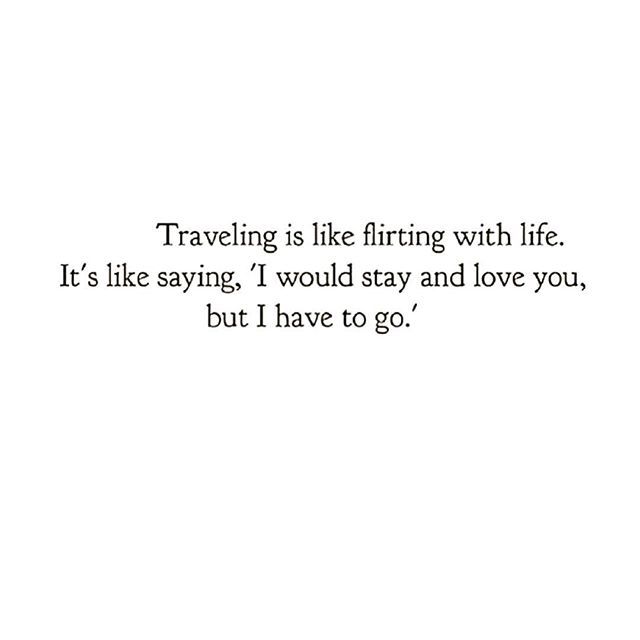 Traveling is like flirting with life.
It's like saying, 'I would stay and love you,
but I have to go.'